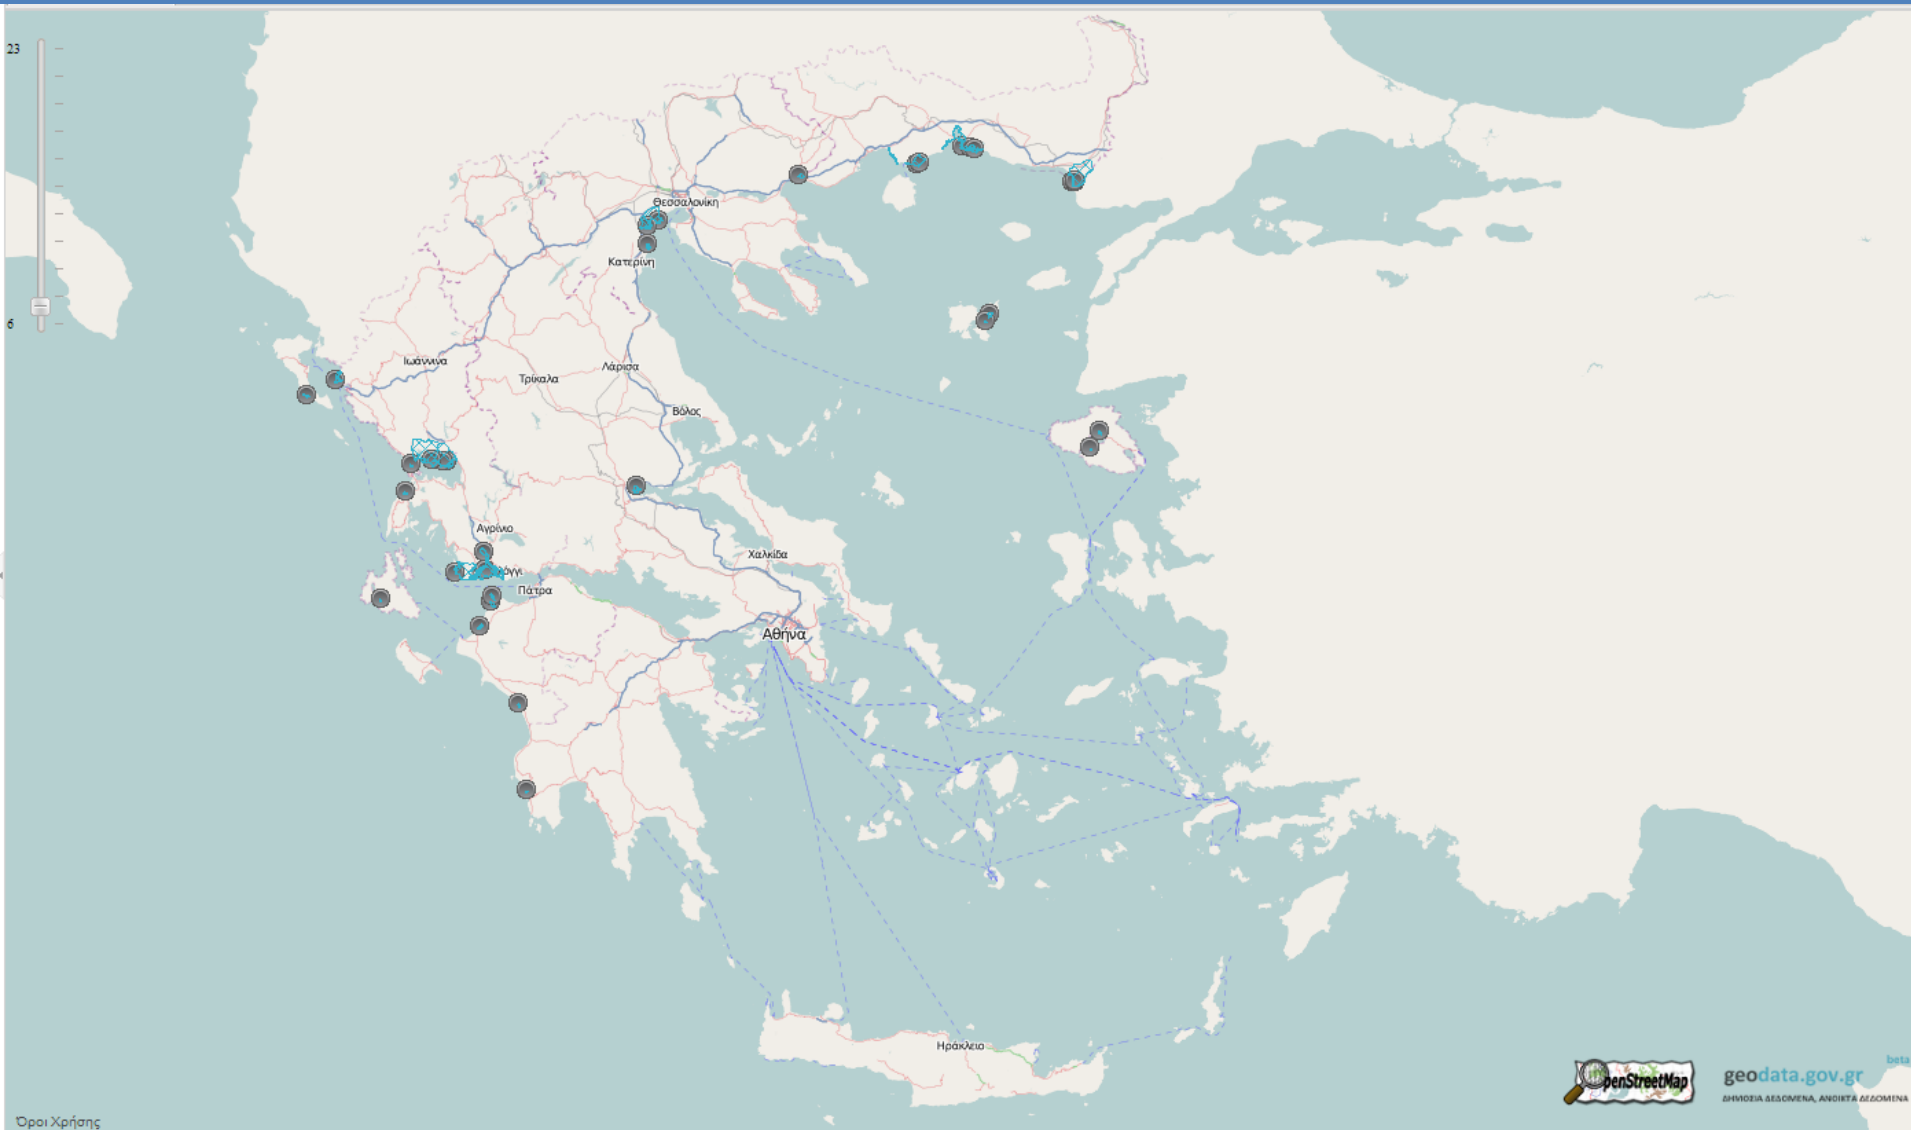 23
6
Θεσσαλονίκη
Κατερίνη
Ιωάννινα
Τρίκαλα
Λάρισα
Βόλος
Αγρίνιο
Χαλκίδα
Πάτρα
Αθήνα
Ηράκλειο
OpenStreetMap
beta
geodata.gov.gr
ΔΗΜΟΣΙΑ ΔΕΔΟΜΕΝΑ, ΑΝΟΙΚΤΑ ΔΕΔΟΜΕΝΑ
Όροι Χρήσης